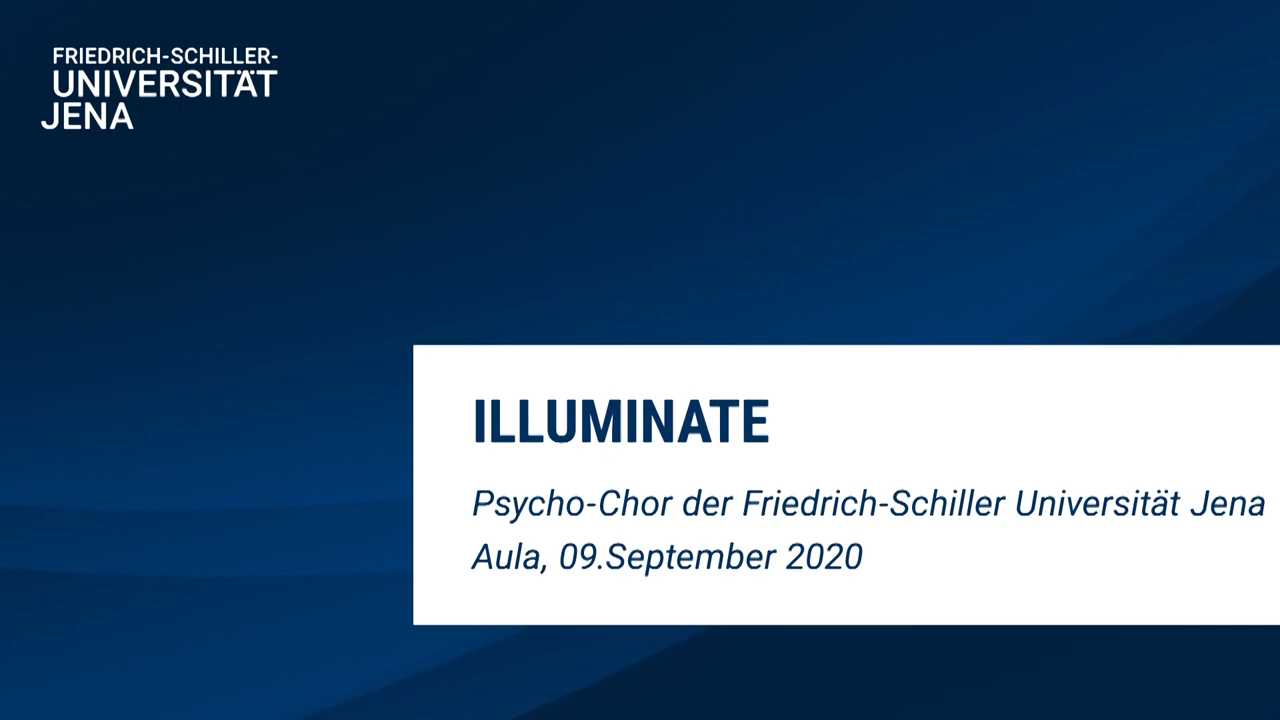 FRIEDRICH-SCHILLER-
UNIVERSITÄT
JENA
ILLUMINATE
Psycho-Chor der Friedrich-Schiller Universität Jena
Aula, 09.September 2020